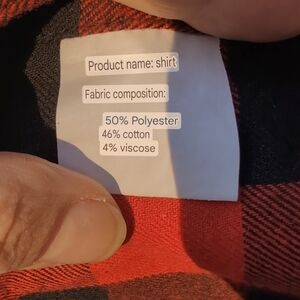 Product name: shirt
Fabric composition:
50% Polyester
46% cotton
4% viscose